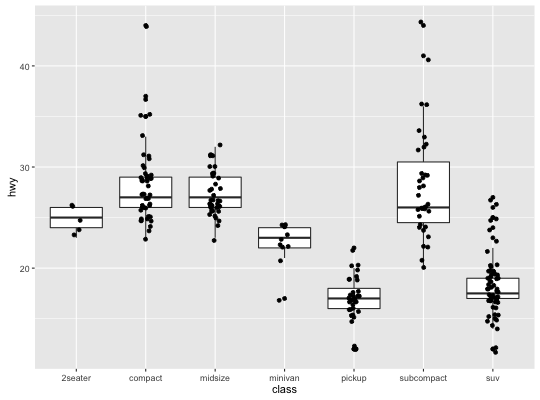 hwy
40
30
20
2seater compact midsize minivan pickup subcompact suv
class